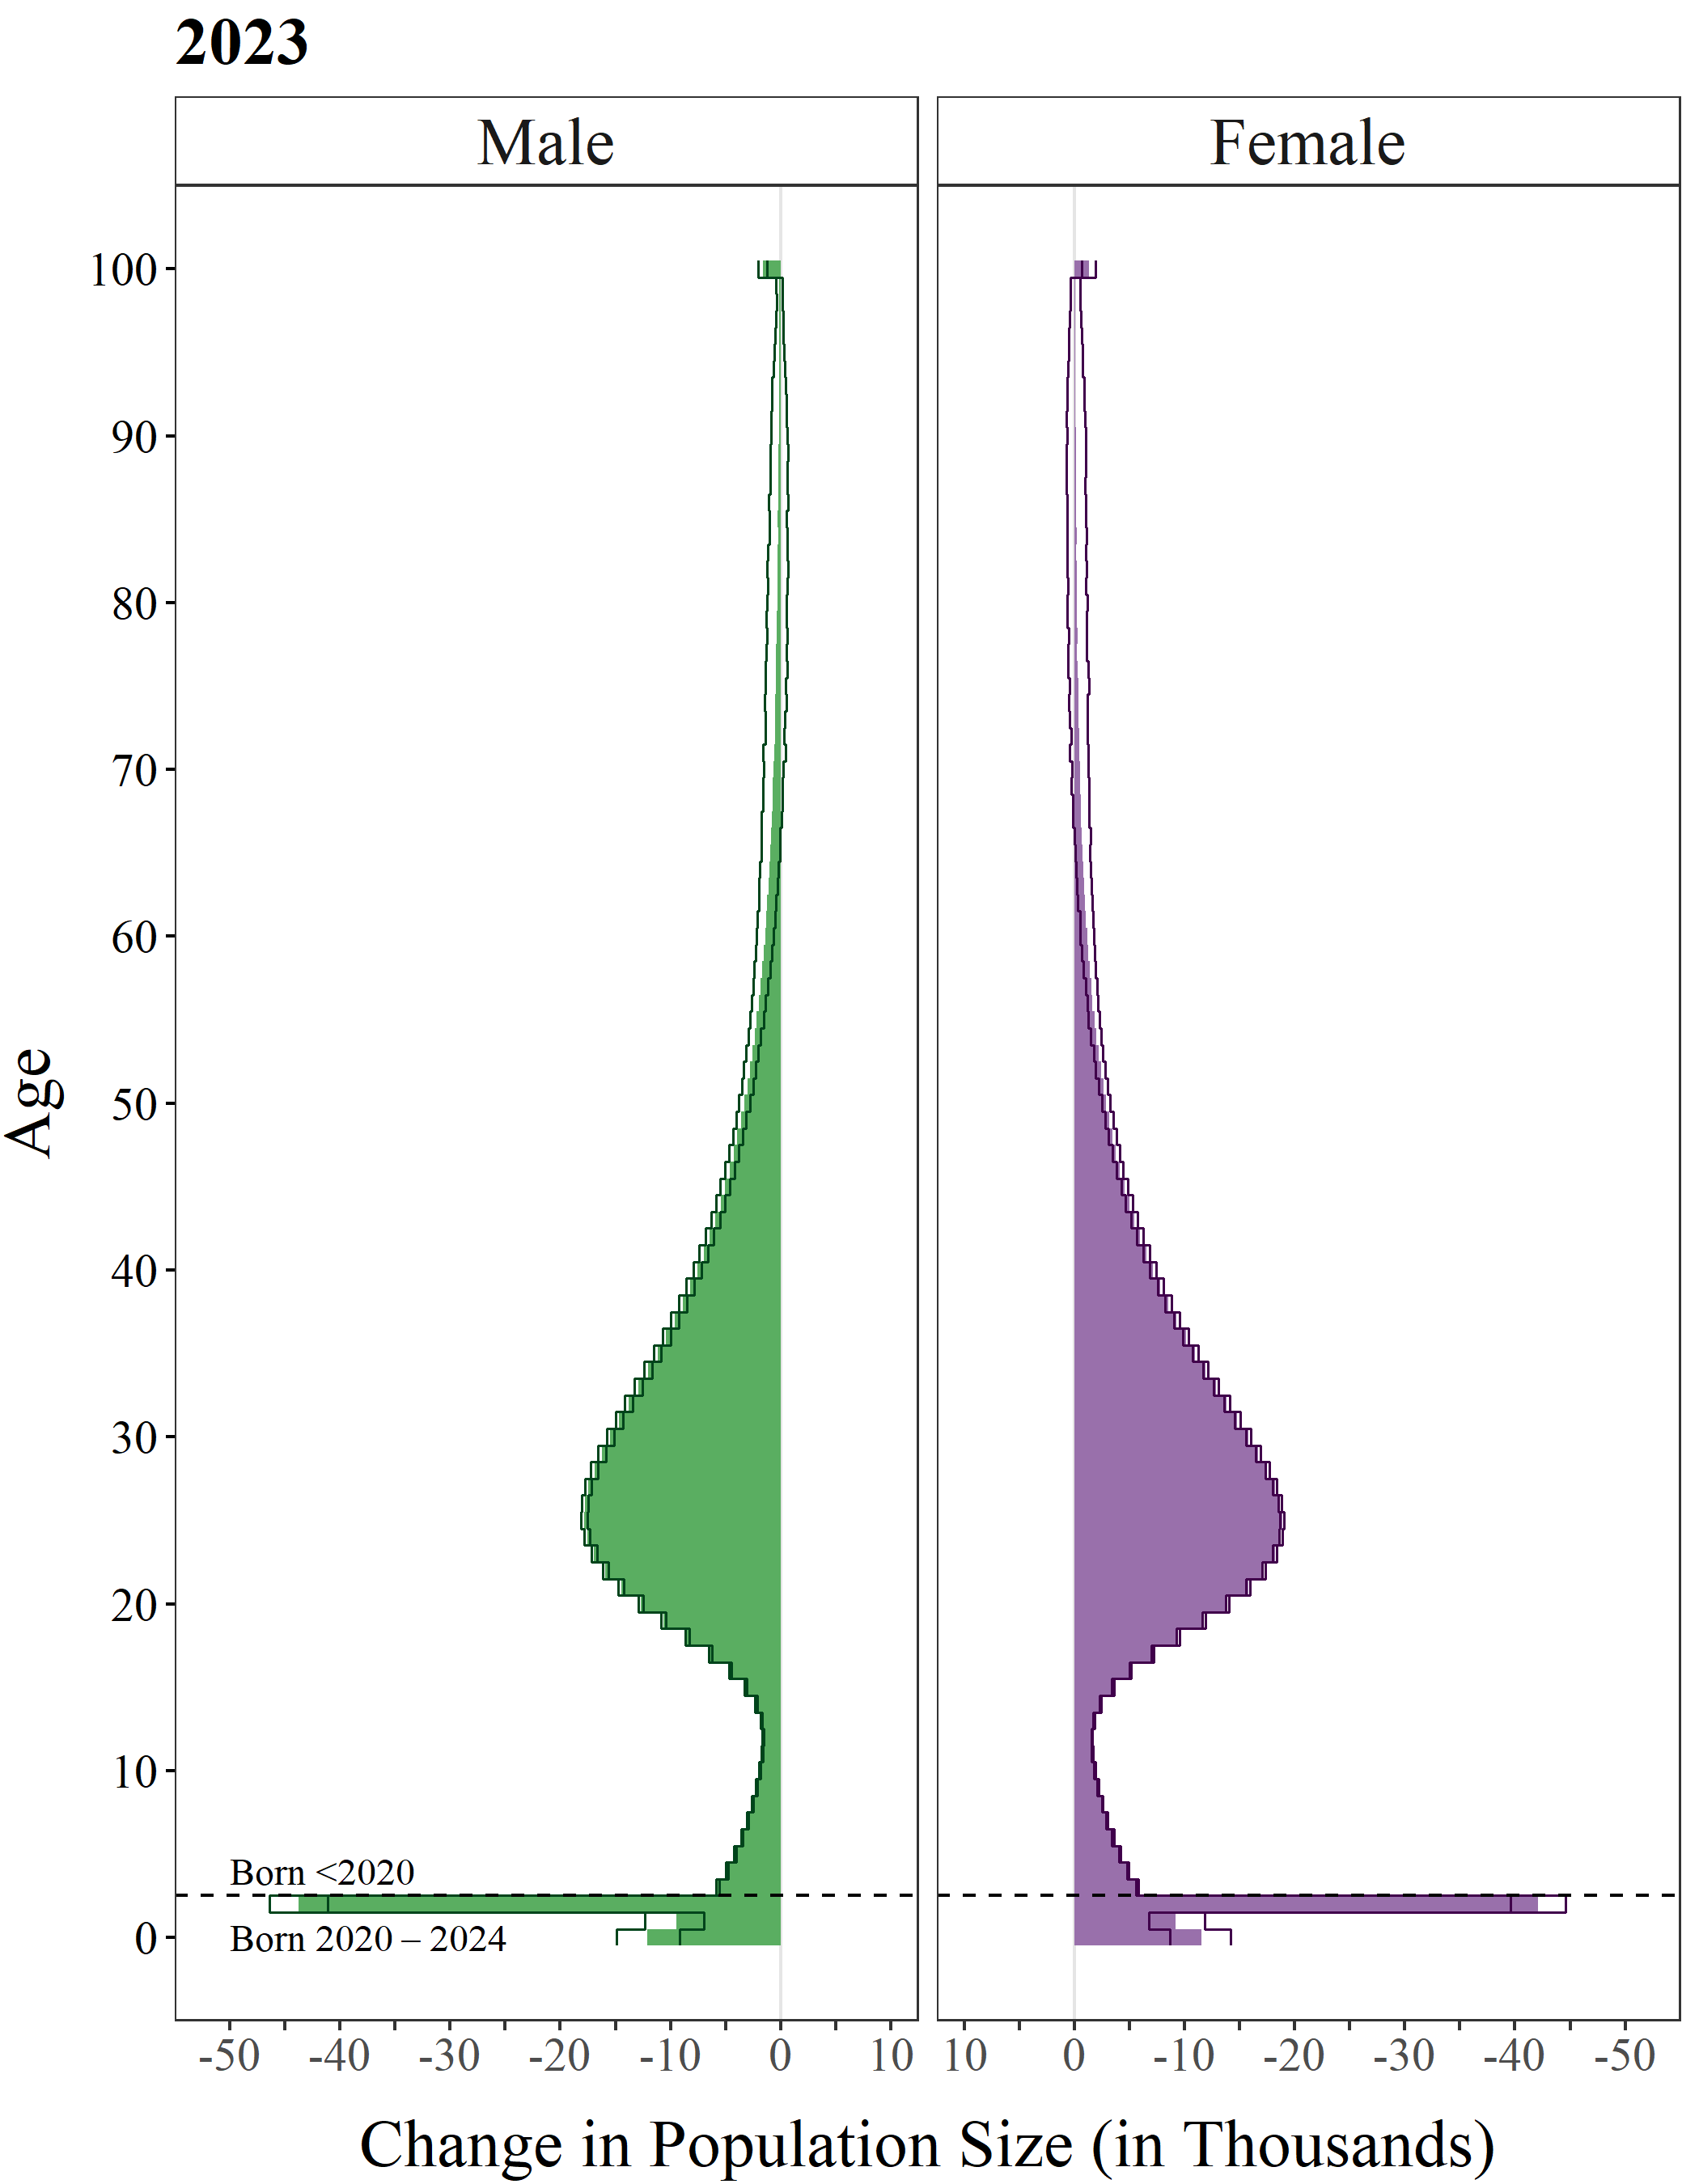 2023
Male Female
100
90
80
70
60
50
40
30
20
10
0
Age
Born <2020
Born 2020 – 2024
-50 -40 -30 -20 -10 0 10 10 0 -10 -20 -30 -40 -50
Change in Population Size (in Thousands)